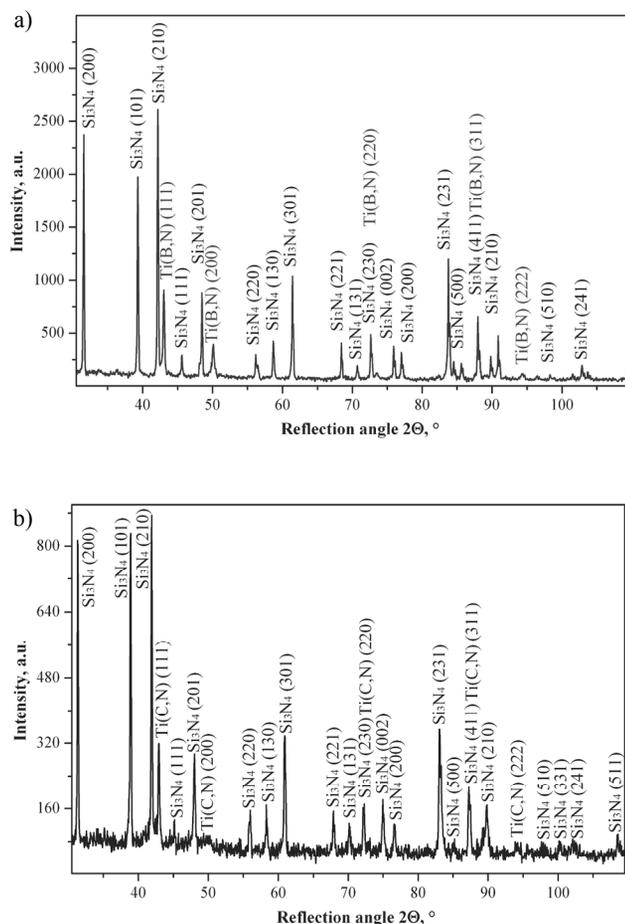 a)
Intensity, a.u.
3500
3000
2500
2000
1500
1000
500
Si₃N₄ (200)
Si₃N₄ (101)
Si₃N₄ (210)
Ti(B,N) (111)
Si₃N₄ (111)
Si₃N₄ (201)
Ti(B,N) (200)
Si₃N₄ (220)
Si₃N₄ (130)
Si₃N₄ (301)
Si₃N₄ (221)
Si₃N₄ (131)
Si₃N₄ (230)
Ti(B,N) (220)
Si₃N₄ (002)
Si₃N₄ (200)
Si₃N₄ (231)
Si₃N₄ (500)
Si₃N₄ (411) Ti(B,N) (311)
Si₃N₄ (210)
Ti(B,N) (222)
Si₃N₄ (510)
Si₃N₄ (241)
40 50 60 70 80 90 100
Reflection angle 2Θ, °
b)
Intensity, a.u.
800
640
480
320
160
Si₃N₄ (200)
Si₃N₄ (101)
Si₃N₄ (210)
Ti(C,N) (111)
Si₃N₄ (111)
Si₃N₄ (201)
Ti(C,N) (200)
Si₃N₄ (220)
Si₃N₄ (130)
Si₃N₄ (301)
Si₃N₄ (221)
Si₃N₄ (131)
Si₃N₄ (230)Ti(C,N) (220)
Si₃N₄ (002)
Si₃N₄ (200)
Si₃N₄ (231)
Si₃N₄ (500)
Si₃N₄ (411) Ti(C,N) (311)
Si₃N₄ (210)
Ti(C,N) (222)
Si₃N₄ (510)
Si₃N₄ (331)
Si₃N₄ (241)
Si₃N₄ (511)
40 50 60 70 80 90 100
Reflection angle 2Θ, °